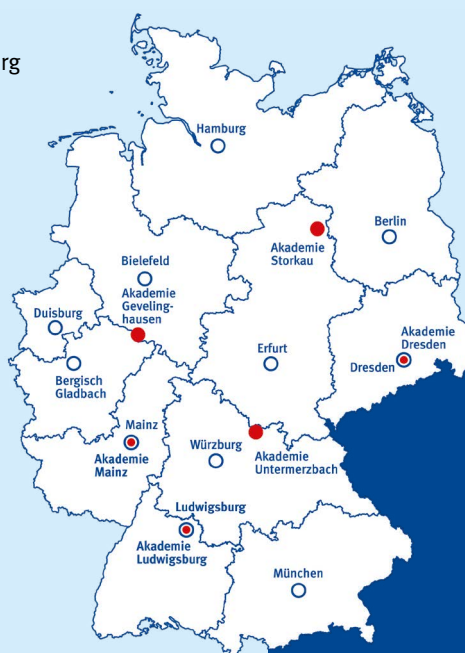 rg
Hamburg
Akademie
Storkau
Berlin
Bielefeld
Akademie
Geveling-
hausen
Duisburg
Bergisch
Gladbach
Erfurt
Akademie
Dresden
Dresden
Mainz
Akademie
Mainz
Würzburg
Akademie
Untermerzbach
Ludwigsburg
Akademie
Ludwigsburg
München